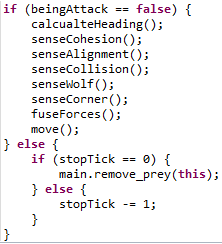 if (beingAttack == false) {
    calcualteHeading();
    senseCohesion();
    senseAlignment();
    senseCollision();
    senseWolf();
    senseCorner();
    fuseForces();
    move();
} else {
    if (stopTick == 0) {
        main.remove_prey(this);
    } else {
        stopTick -= 1;
    }
}